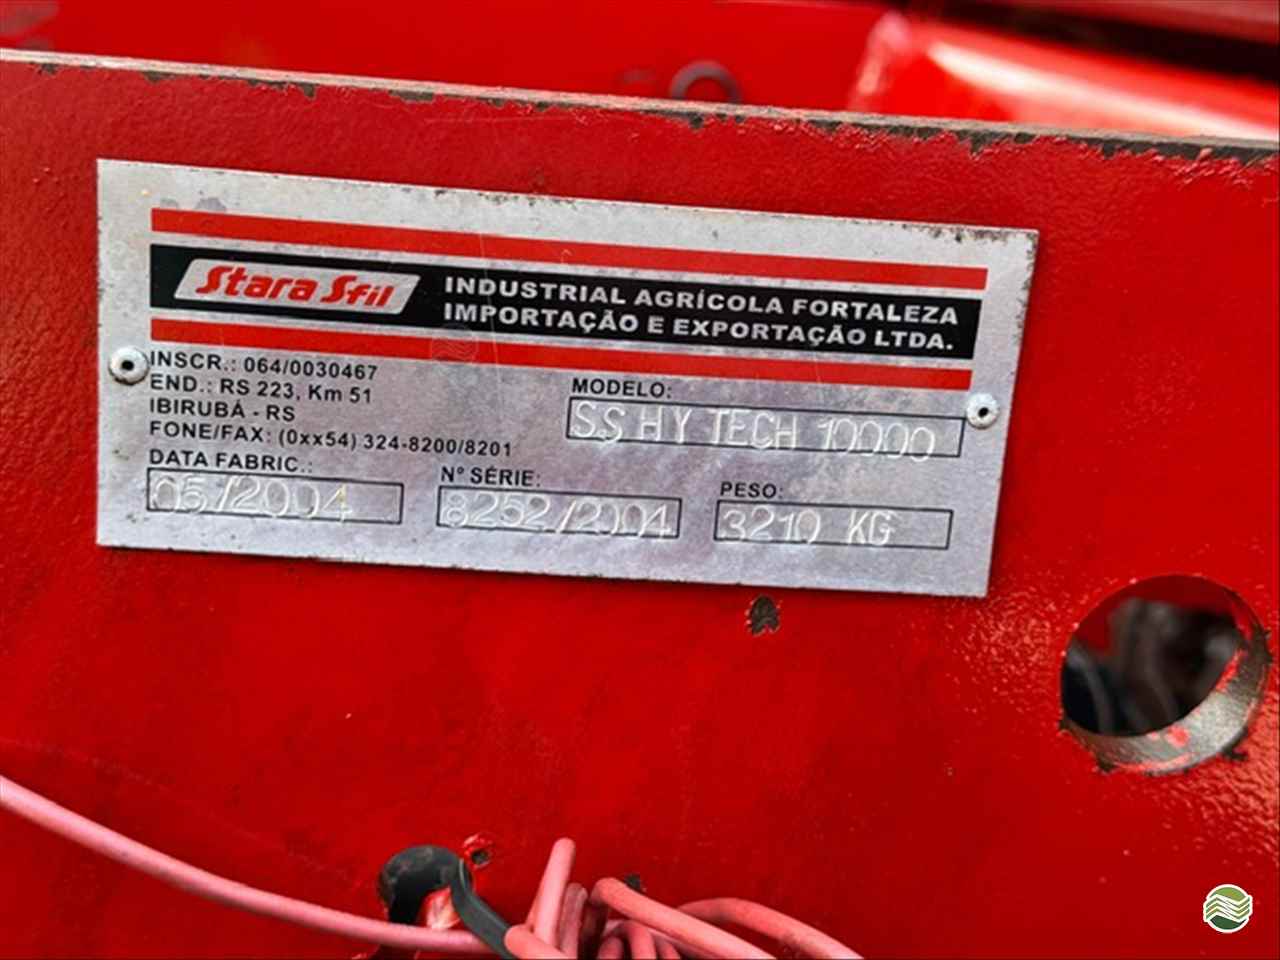 Stara Sfil
INDUSTRIAL AGRÍCOLA FORTALEZA
IMPORTAÇÃO E EXPORTAÇÃO LTDA.
INSCR.: 064/0030467
END.: RS 223, Km 51
IBIRUBÁ - RS
FONE/FAX: (0xx54) 324-8200/8201
MODELO:
SS HY TECH 10000
DATA FABRIC.:
05/2004
Nº SÉRIE:
8252/2004
PESO:
3210 KG